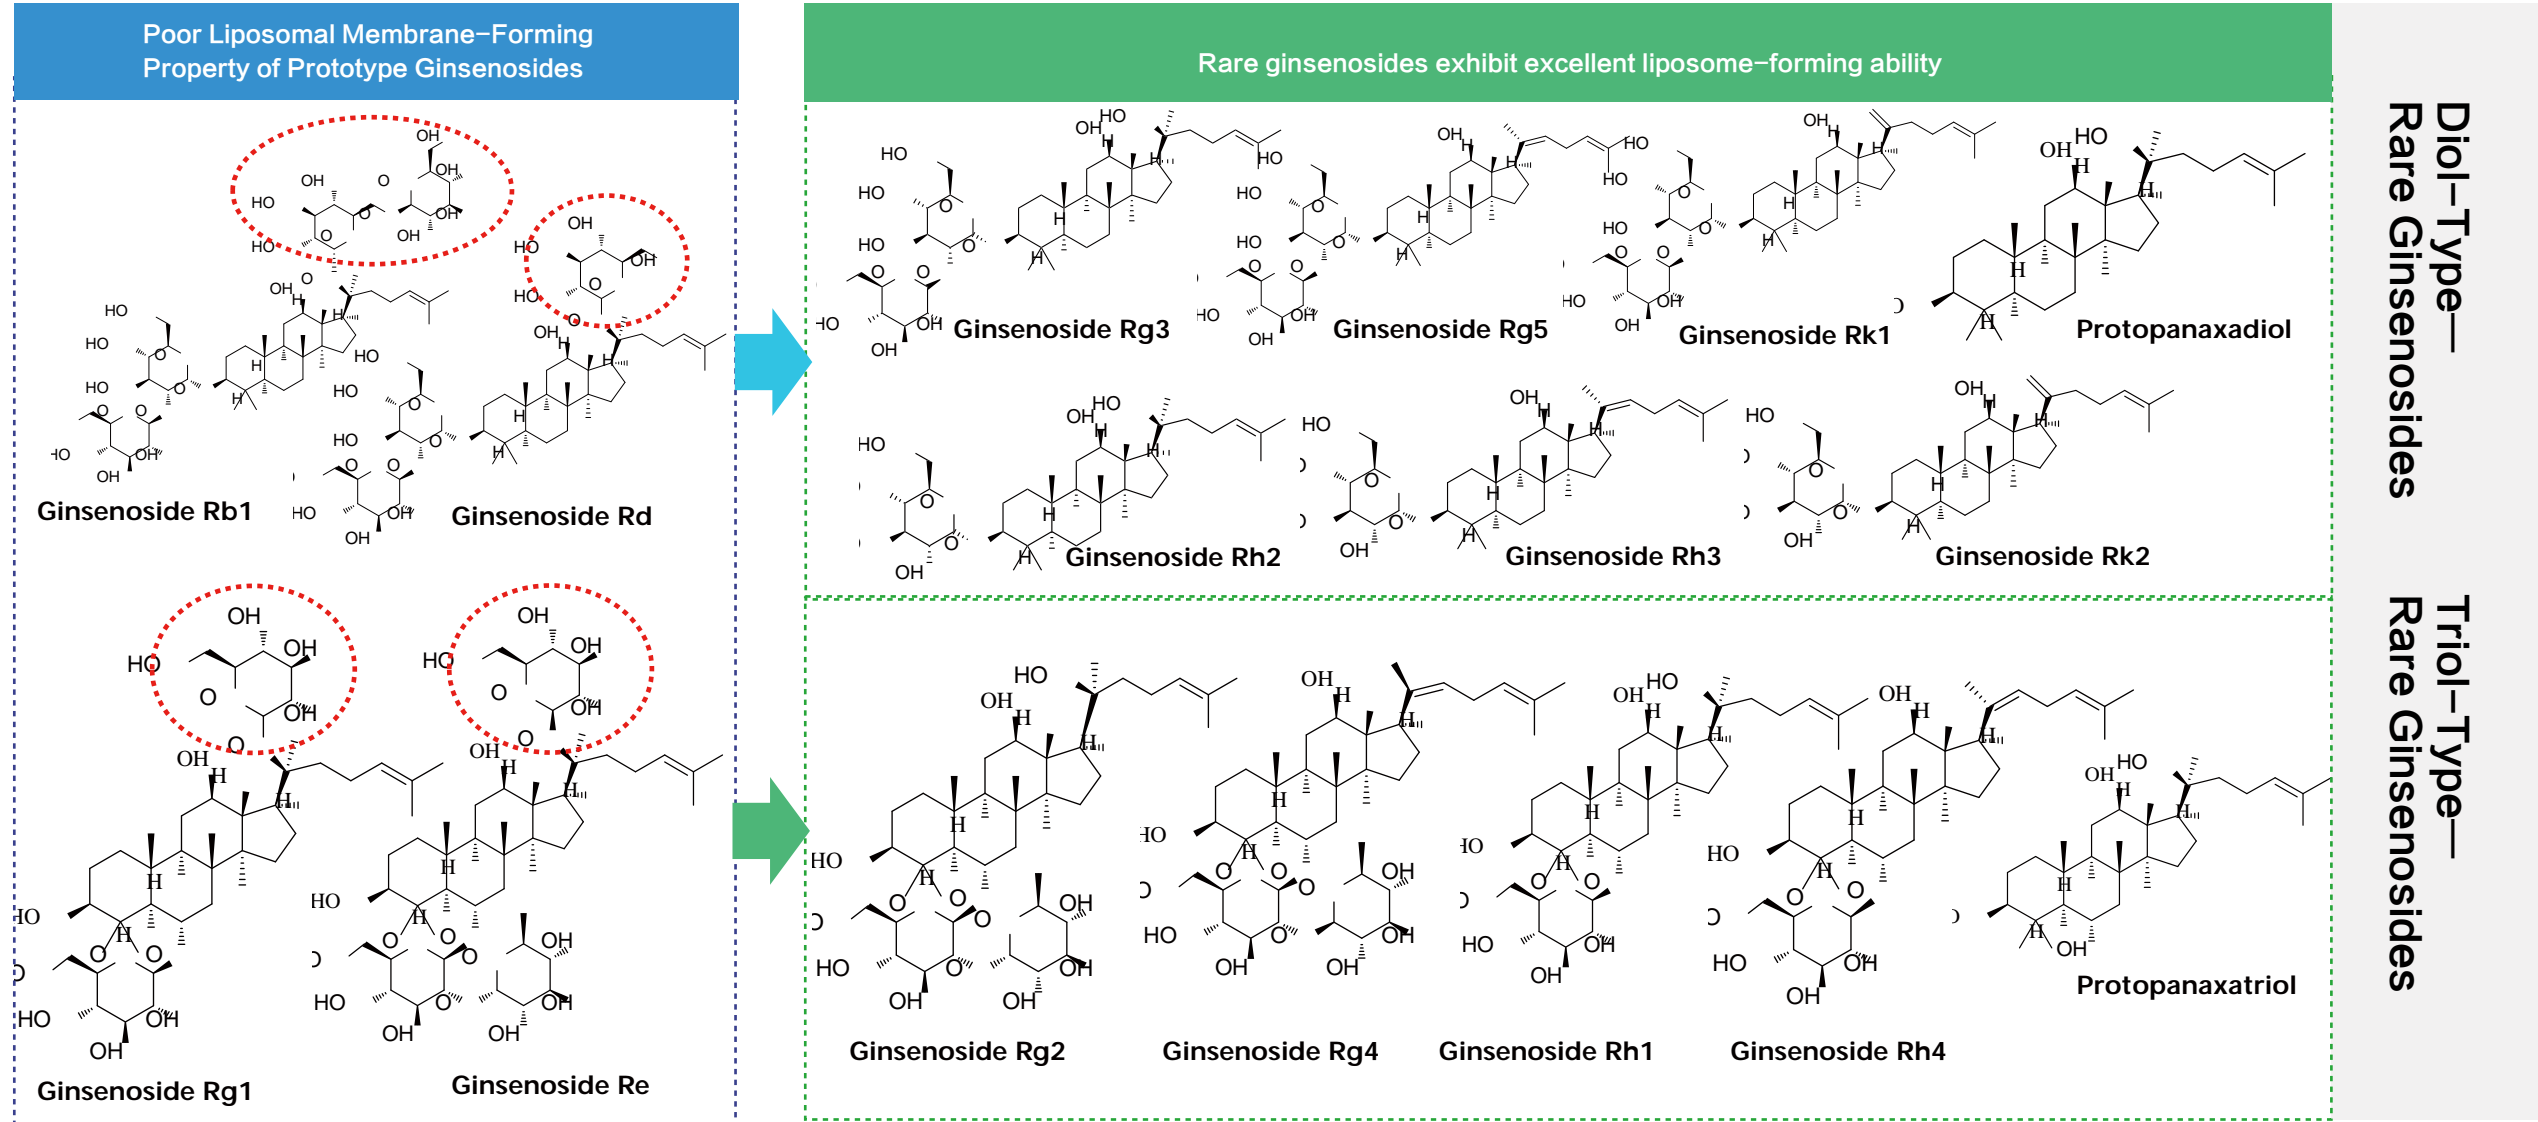 Poor Liposomal Membrane-Forming
Property of Prototype Ginsenosides
Rare ginsenosides exhibit excellent liposome-forming ability
Ginsenoside Rb1
Ginsenoside Rd
Ginsenoside Rg1
Ginsenoside Re
Ginsenoside Rg3
Ginsenoside Rg5
Ginsenoside Rk1
Protopanaxadiol
Ginsenoside Rh2
Ginsenoside Rh3
Ginsenoside Rk2
Ginsenoside Rg2
Ginsenoside Rg4
Ginsenoside Rh1
Ginsenoside Rh4
Protopanaxatriol
Diol-Type—
Rare Ginsenosides
Triol-Type—
Rare Ginsenosides